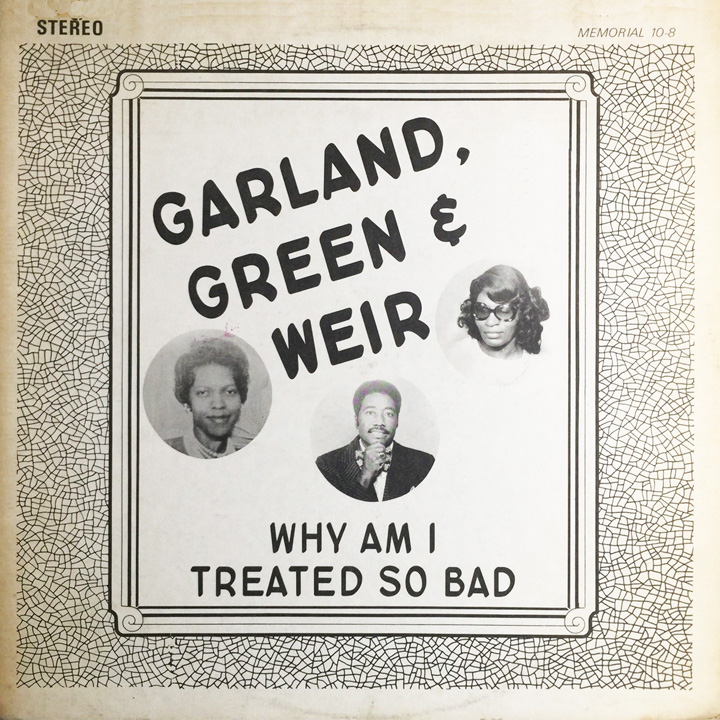 STEREO
MEMORIAL 10-8
GARLAND,
GREEN &
WEIR
WHY AM I
TREATED SO BAD